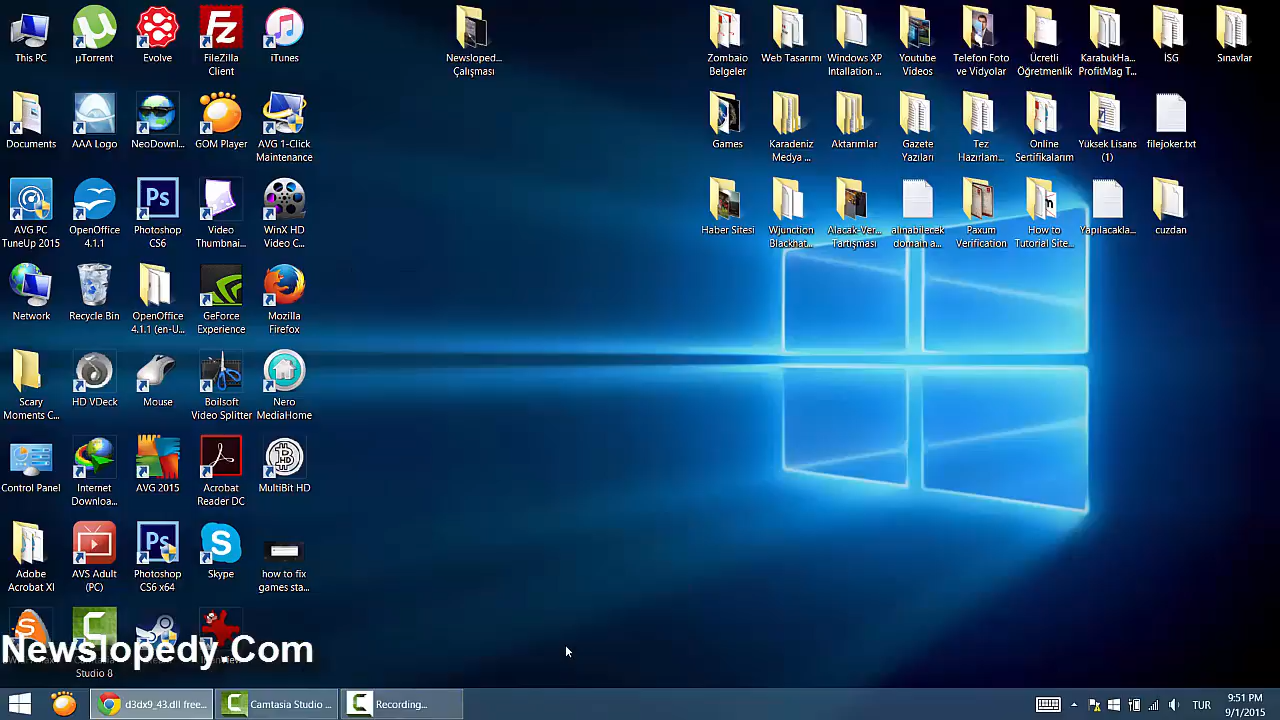 This PC
µTorrent
Evolve
FileZilla
Client
iTunes
Newsloped...
Çalışması
Zombaio
Belgeler
Web Tasarımı
Windows XP
Intallation ...
Youtube
Videos
Telefon Foto
ve Vidyolar
Ücretli
Öğretmenlik
KarabukHa...
ProfitMag T...
ISG
Sınavlar
Documents
AAA Logo
NeoDownl...
GOM Player
AVG 1-Click
Maintenance
Games
Karadeniz
Medya ...
Aktarımlar
Gazete
Yazıları
Tez
Hazırlam...
Online
Sertifikalarım
Yüksek Lisans
(1)
filejoker.txt
AVG PC
TuneUp 2015
OpenOffice
4.1.1
Ps
Photoshop
CS6
Video
Thumbnai...
WinX HD
Video C...
Haber Sitesi
Wjunction
Blackhat...
Alacak-Ver...
Tartışması
alınabilecek
domain a...
Paxum
Verification
How to
Tutorial Site...
Yapılacakla...
cuzdan
Network
Recycle Bin
OpenOffice
4.1.1 (en-U...
GeForce
Experience
Mozilla
Firefox
Scary
Moments C...
HD VDeck
Mouse
Boilsoft
Video Splitter
Nero
MediaHome
Control Panel
Internet
Downloa...
AVG 2015
Acrobat
Reader DC
MultiBit HD
Adobe
Acrobat XI
AVS Adult
(PC)
Ps
Photoshop
CS6 x64
Skype
how to fix
games sta...
Newslopedy.Com
Studio 8
d3dx9_43.dll free...
Camtasia Studio ...
Recording...
TUR
9:51 PM
9/1/2015